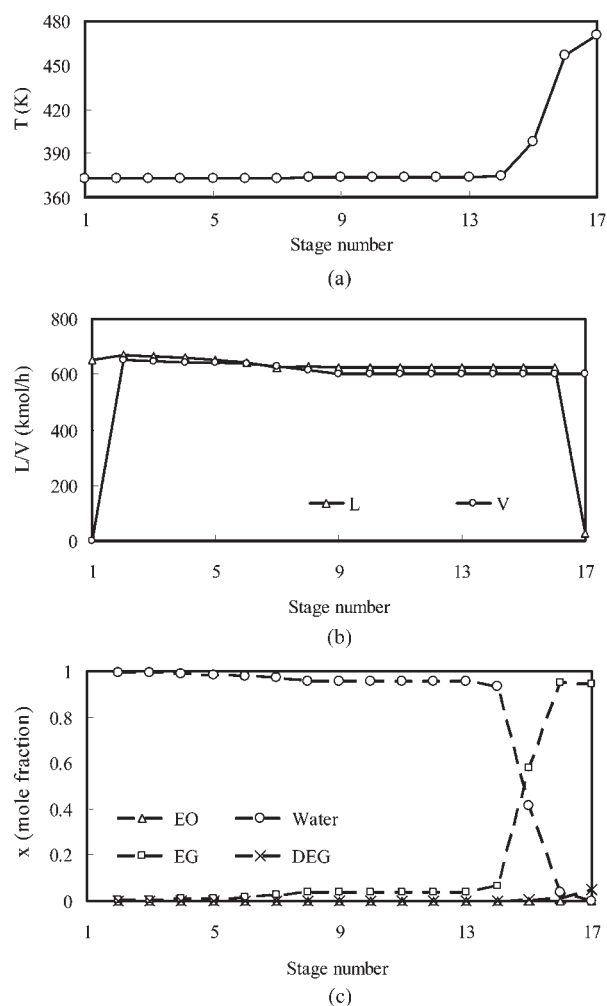 480
450
420
390
360
T (K)
1 5 9 13 17
Stage number
(a)
800
600
400
200
0
L/V (kmol/h)
L V
1 5 9 13 17
Stage number
(b)
1
0.8
0.6
0.4
0.2
0
x (mole fraction)
EO Water
EG DEG
1 5 9 13 17
Stage number
(c)